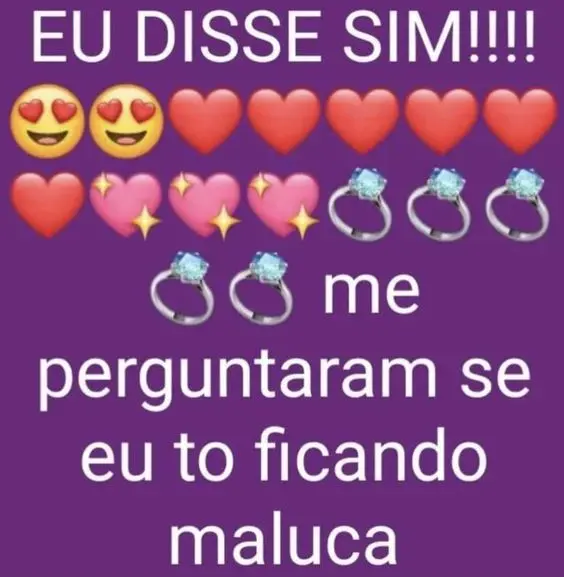 EU DISSE SIM!!!!
😍😍❤️❤️❤️❤️❤️
❤️💖💖💖💍💍💍
💍💍 me
perguntaram se
eu to ficando
maluca